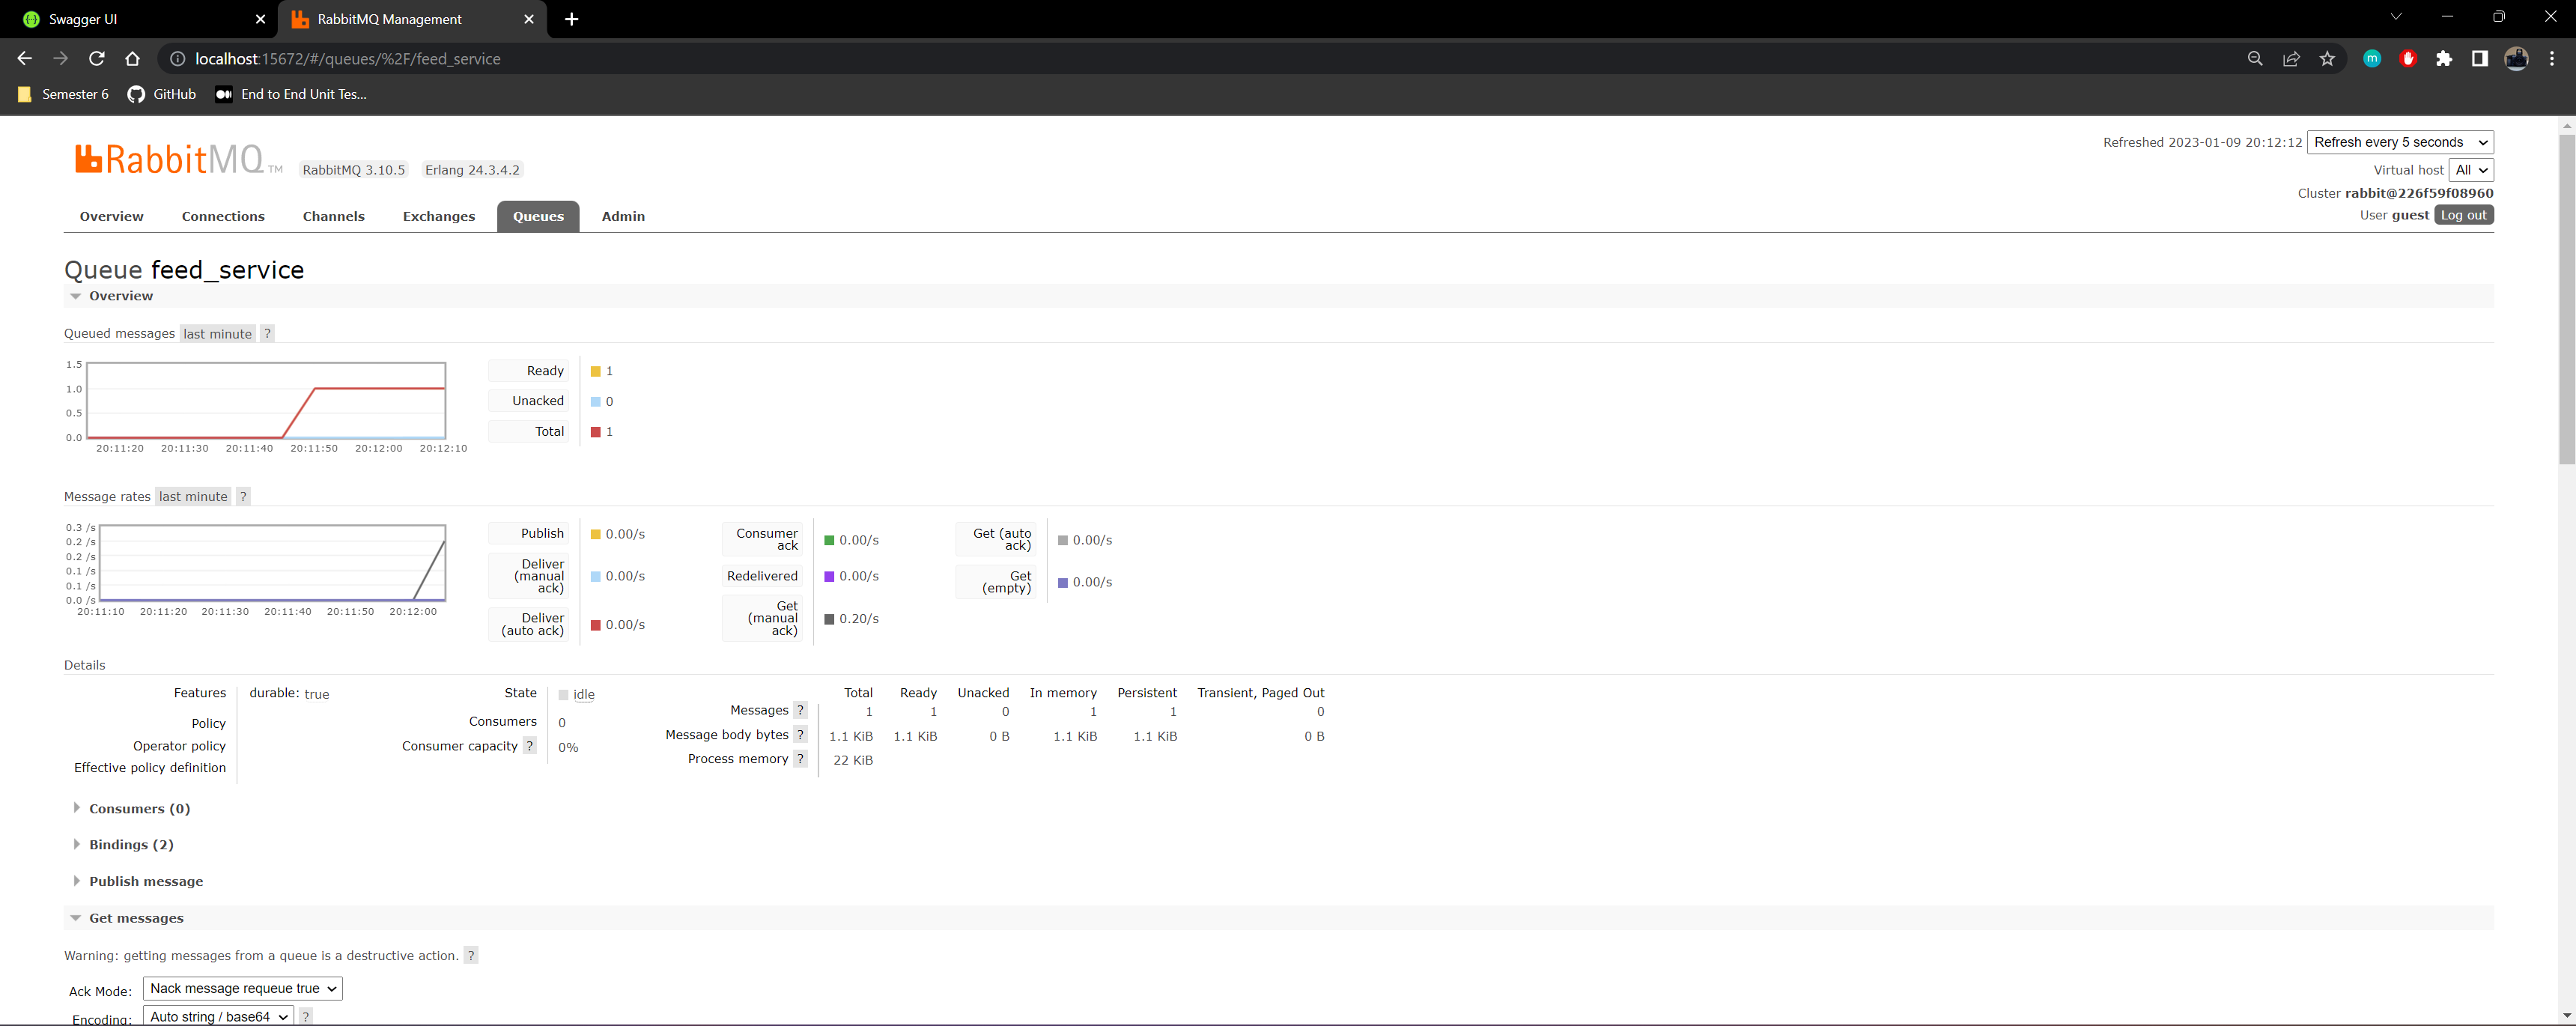 Swagger UI
RabbitMQ Management
localhost:15672/#/queues/%2F/feed_service
Semester 6
GitHub
End to End Unit Tes...
RabbitMQ TM
RabbitMQ 3.10.5
Erlang 24.3.4.2
Refreshed 2023-01-09 20:12:12 Refresh every 5 seconds
Virtual host All
Cluster rabbit@226f59f08960
User guest Log out
Overview Connections Channels Exchanges Queues Admin
Queue feed_service
Overview
Queued messages last minute ?
1.5
1.0
0.5
0.0
20:11:20 20:11:30 20:11:40 20:11:50 20:12:00 20:12:10
Ready 1
Unacked 0
Total 1
Message rates last minute ?
0.3 /s
0.2 /s
0.2 /s
0.1 /s
0.1 /s
0.0 /s
20:11:10 20:11:20 20:11:30 20:11:40 20:11:50 20:12:00
Publish 0.00/s
Deliver (manual ack) 0.00/s
Deliver (auto ack) 0.00/s
Consumer ack 0.00/s
Redelivered 0.00/s
Get (manual ack) 0.20/s
Get (auto ack) 0.00/s
Get (empty) 0.00/s
Details
Features durable: true
Policy
Operator policy
Effective policy definition
State idle
Consumers 0
Consumer capacity ? 0%
Total Ready Unacked In memory Persistent Transient, Paged Out
Messages ? 1 1 0 1 1 0
Message body bytes ? 1.1 KiB 1.1 KiB 0 B 1.1 KiB 1.1 KiB 0 B
Process memory ? 22 KiB
Consumers (0)
Bindings (2)
Publish message
Get messages
Warning: getting messages from a queue is a destructive action. ?
Ack Mode: Nack message requeue true
Encoding: Auto string / base64 ?